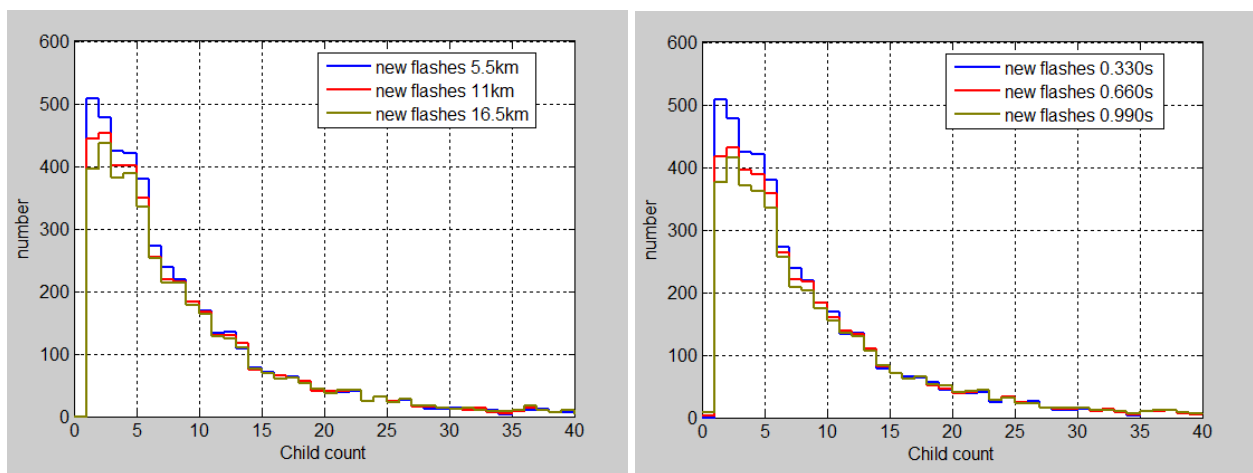 600
500
400
300
200
100
0
number
new flashes 5.5km
new flashes 11km
new flashes 16.5km
0 5 10 15 20 25 30 35 40
Child count
600
500
400
300
200
100
0
number
new flashes 0.330s
new flashes 0.660s
new flashes 0.990s
0 5 10 15 20 25 30 35 40
Child count